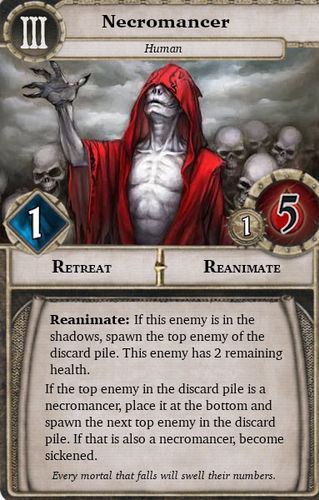 III
Necromancer
Human
1
1
5
Retreat
Reanimate
Reanimate: If this enemy is in the
shadows, spawn the top enemy of the
discard pile. This enemy has 2 remaining
health.
If the top enemy in the discard pile is a
necromancer, place it at the bottom and
spawn the next top enemy in the discard
pile. If that is also a necromancer, become
sickened.
Every mortal that falls will swell their numbers.